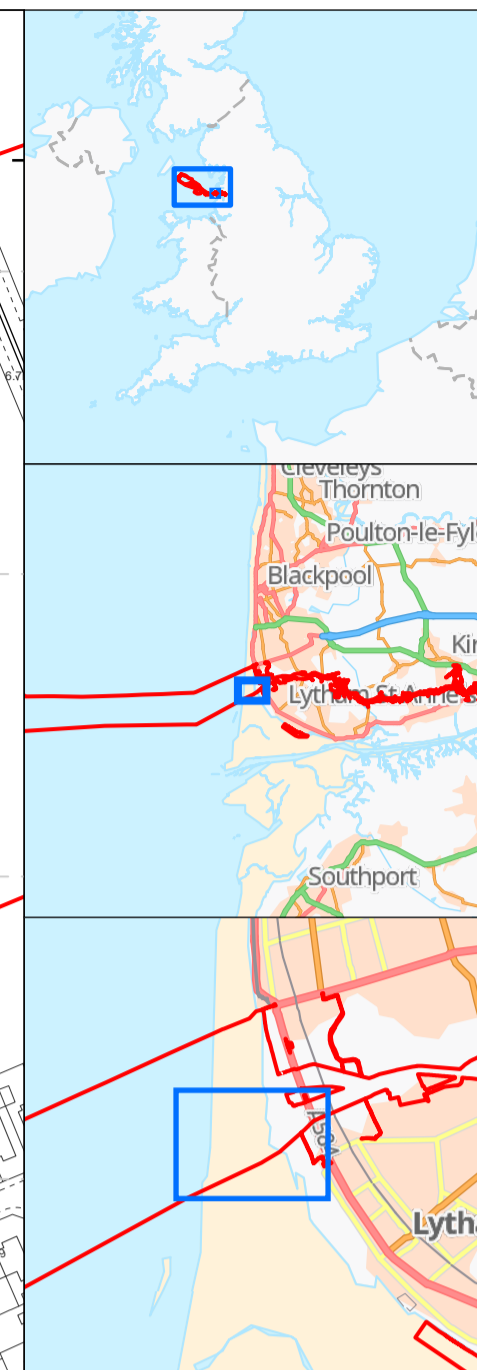 Cleveleys
Thornton
Poulton-le-Fyl
Blackpool
Kir
Lytham St Anne's
Southport
6.7
A584
Lyth